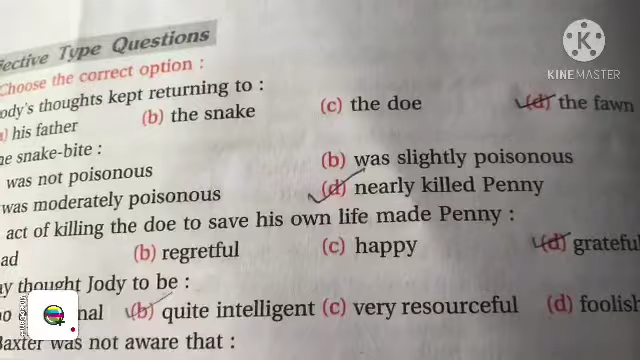 ective Type Questions
Choose the correct option :
ody's thoughts kept returning to :
) his father (b) the snake (c) the doe (d) the fawn
e snake-bite :
was not poisonous (b) was slightly poisonous
was moderately poisonous (d) nearly killed Penny
act of killing the doe to save his own life made Penny :
ad (b) regretful (c) happy (d) grateful
y thought Jody to be :
o nal (b) quite intelligent (c) very resourceful (d) foolish
Baxter was not aware that :
KINEMASTER